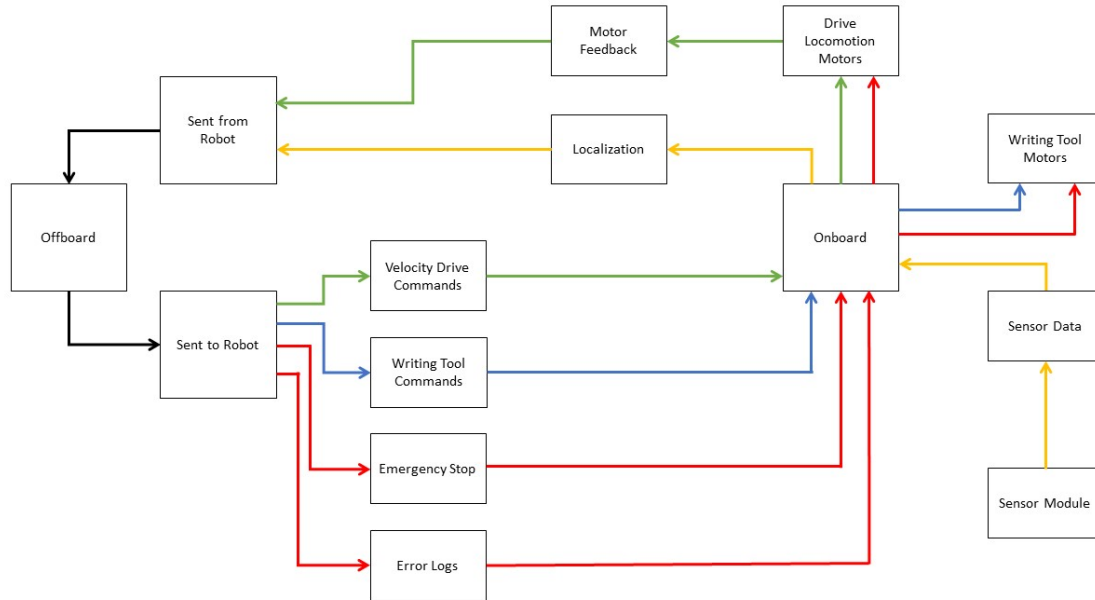 Motor
Feedback
Drive
Locomotion
Motors
Sent from
Robot
Localization
Writing Tool
Motors
Offboard
Onboard
Velocity Drive
Commands
Sent to Robot
Sensor Data
Writing Tool
Commands
Emergency Stop
Sensor Module
Error Logs